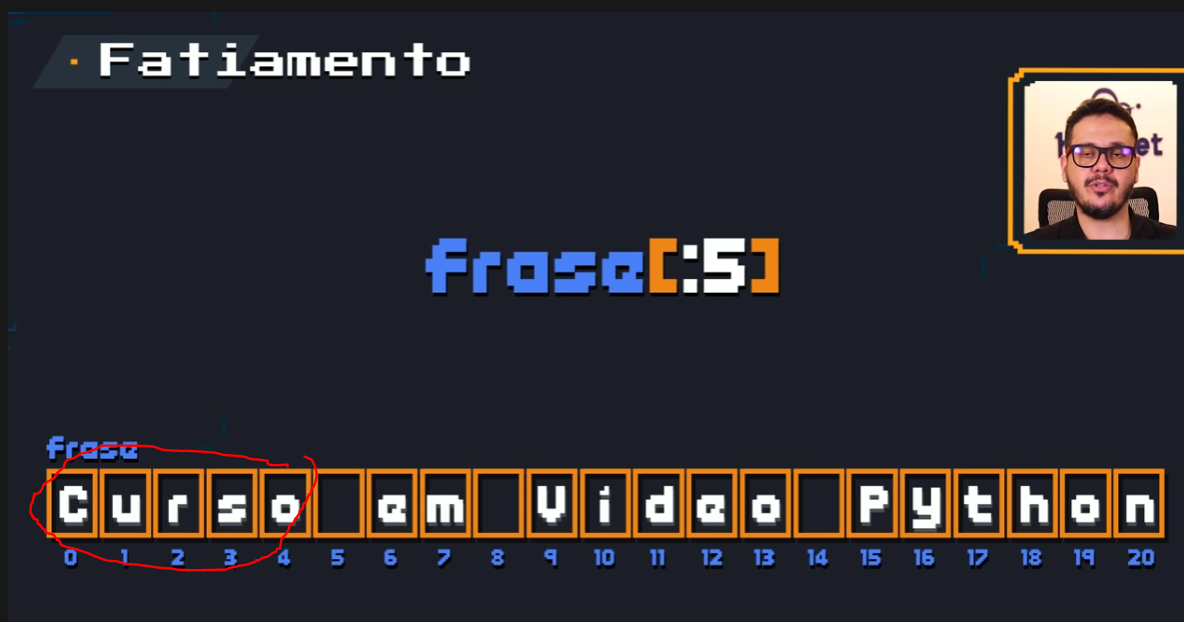 Fatiamento
frase[:5]
frase
C u r s o   e m   V i d e o   P y t h o n
0 1 2 3 4 5 6 7 8 9 10 11 12 13 14 15 16 17 18 19 20